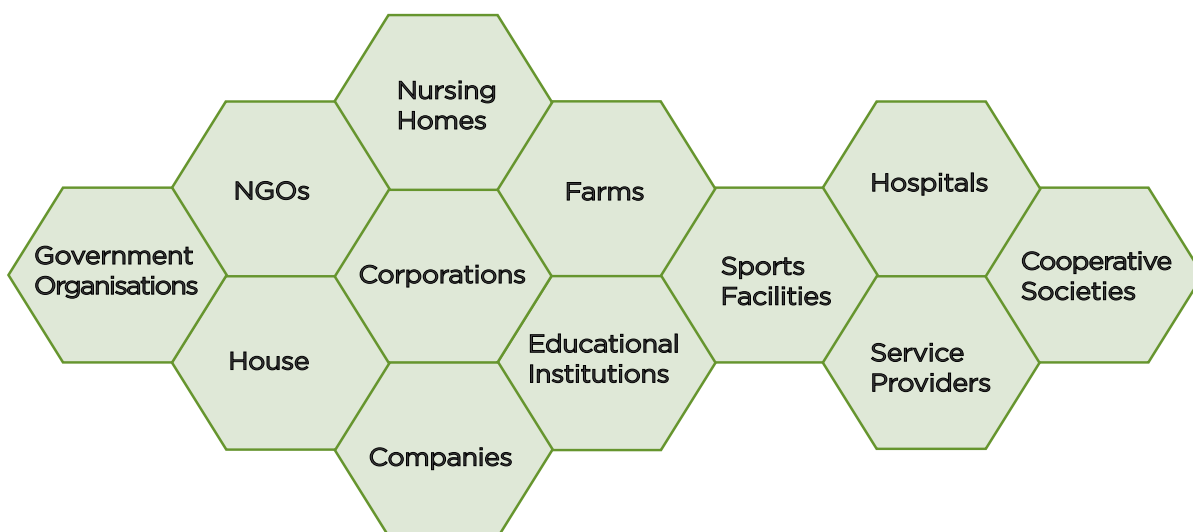 Nursing
Homes
NGOs
Farms
Hospitals
Government
Organisations
Corporations
Sports
Facilities
Cooperative
Societies
House
Educational
Institutions
Service
Providers
Companies